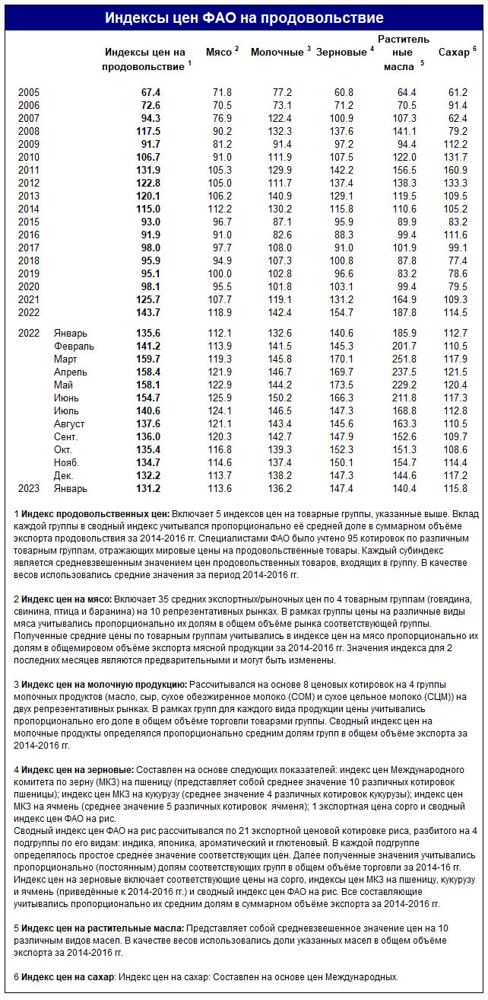 Индексы цен ФАО на продовольствие
Индексы цен на продовольствие 1 Мясо 2 Молочные 3 Зерновые 4 Раститель ные масла 5 Сахар 6
2005 67.4 71.8 77.2 60.8 64.4 61.2
2006 72.6 70.5 73.1 71.2 70.5 91.4
2007 94.3 76.9 122.4 100.9 107.3 62.4
2008 117.5 90.2 132.3 137.6 141.1 79.2
2009 91.7 81.2 91.4 97.2 94.4 112.2
2010 106.7 91.0 111.9 107.5 122.0 131.7
2011 131.9 105.3 129.9 142.2 156.5 160.9
2012 122.8 105.0 111.7 137.4 138.3 133.3
2013 120.1 106.2 140.9 129.1 119.5 109.5
2014 115.0 112.2 130.2 115.8 110.6 105.2
2015 93.0 96.7 87.1 95.9 89.9 83.2
2016 91.9 91.0 82.6 88.3 99.4 111.6
2017 98.0 97.7 108.0 91.0 101.9 99.1
2018 95.9 94.9 107.3 100.8 87.8 77.4
2019 95.1 100.0 102.8 96.6 83.2 78.6
2020 98.1 95.5 101.8 103.1 99.4 79.5
2021 125.7 107.7 119.1 131.2 164.9 109.3
2022 143.7 118.9 142.4 154.7 187.8 114.5
2022 Январь 135.6 112.1 132.6 140.6 185.9 112.7
Февраль 141.2 113.9 141.5 145.3 201.7 110.5
Март 159.7 119.3 145.8 170.1 251.8 117.9
Апрель 158.4 121.9 146.7 169.7 237.5 121.5
Май 158.1 122.9 144.2 173.5 229.2 120.4
Июнь 154.7 125.9 150.2 166.3 211.8 117.3
Июль 140.6 124.1 146.5 147.3 168.8 112.8
Август 137.6 121.1 143.4 145.6 163.3 110.5
Сент. 136.0 120.3 142.7 147.9 152.6 109.7
Окт. 135.4 116.8 139.3 152.3 151.3 108.6
Нояб. 134.7 114.6 137.4 150.1 154.7 114.4
Дек. 132.2 113.7 138.2 147.3 144.6 117.2
2023 Январь 131.2 113.6 136.2 147.4 140.4 115.8
1 Индекс продовольственных цен: Включает 5 индексов цен на товарные группы, указанные выше. Вклад
каждой группы в сводный индекс учитывался пропорционально её средней доле в суммарном объёме
экспорта продовольствия за 2014-2016 гг. Специалистами ФАО было учтено 95 котировок по различным
товарным группам, отражающих мировые цены на продовольственные товары. Каждый субиндекс
является средневзвешенным значением цен продовольственных товаров, входящих в группу. В качестве
весов использовались средние значения за период 2014-2016 гг.
2 Индекс цен на мясо: Включает 35 средних экспортных/рыночных цен по 4 товарным группам (говядина,
свинина, птица и баранина) на 10 репрезентативных рынках. В рамках группы цены на различные виды
мяса учитывались пропорционально их долям в общем объёме рынка соответствующей группы.
Полученные средние цены по товарным группам учитывались в индексе цен на мясо пропорционально их
долям в общемировом объёме экспорта мясной продукции за 2014-2016 гг. Значения индекса для 2
последних месяцев являются предварительными и могут быть изменены.
3 Индекс цен на молочную продукцию: Рассчитывался на основе 8 ценовых котировок на 4 группы
молочных продуктов (масло, сыр, сухое обезжиренное молоко (СОМ) и сухое цельное молоко (СЦМ)) на
двух репрезентативных рынках. В рамках групп для каждого вида продукции цены учитывались
пропорционально его доле в общем объёме торговли товарами группы. Сводный индекс цен на
молочные продукты определялся пропорционально средним долям групп в общем объёме экспорта за
2014-2016 гг.
4 Индекс цен на зерновые: Составлен на основе следующих показателей: индекс цен Международного
комитета по зерну (МКЗ) на пшеницу (представляет собой среднее значение 10 различных котировок
пшеницы); индекс цен МКЗ на кукурузу (среднее значение 4 различных котировок кукурузы); индекс цен
МКЗ на ячмень (среднее значение 5 различных котировок ячменя); 1 экспортная цена сорго и сводный
индекс цен ФАО на рис.
Сводный индекс цен ФАО на рис рассчитывался по 21 экспортной ценовой котировке риса, разбитого на 4
подгруппы по его видам: индика, японика, ароматический и глютеновый. В каждой подгруппе
определялось простое среднее значение соответствующих цен. Далее полученные значения учитывались
пропорционально (постоянным) долям соответствующих групп в общем объёме торговли за 2014-16 гг.
Индекс цен на зерновые включает соответствующие цены на сорго, индексы цен МКЗ на пшеницу, кукурузу
и ячмень (приведённые к 2014-2016 гг.) и сводный индекс цен ФАО на рис. Все составляющие
учитывались пропорционально их средним долям в суммарном объёме экспорта за 2014-2016 гг.
5 Индекс цен на растительные масла: Представляет собой средневзвешенное значение цен на 10
различным видов масел. В качестве весов использовались доли указанных масел в общем объёме
экспорта за 2014-2016 гг.
6 Индекс цен на сахар: Индекс цен на сахар: Составлен на основе цен Международных.